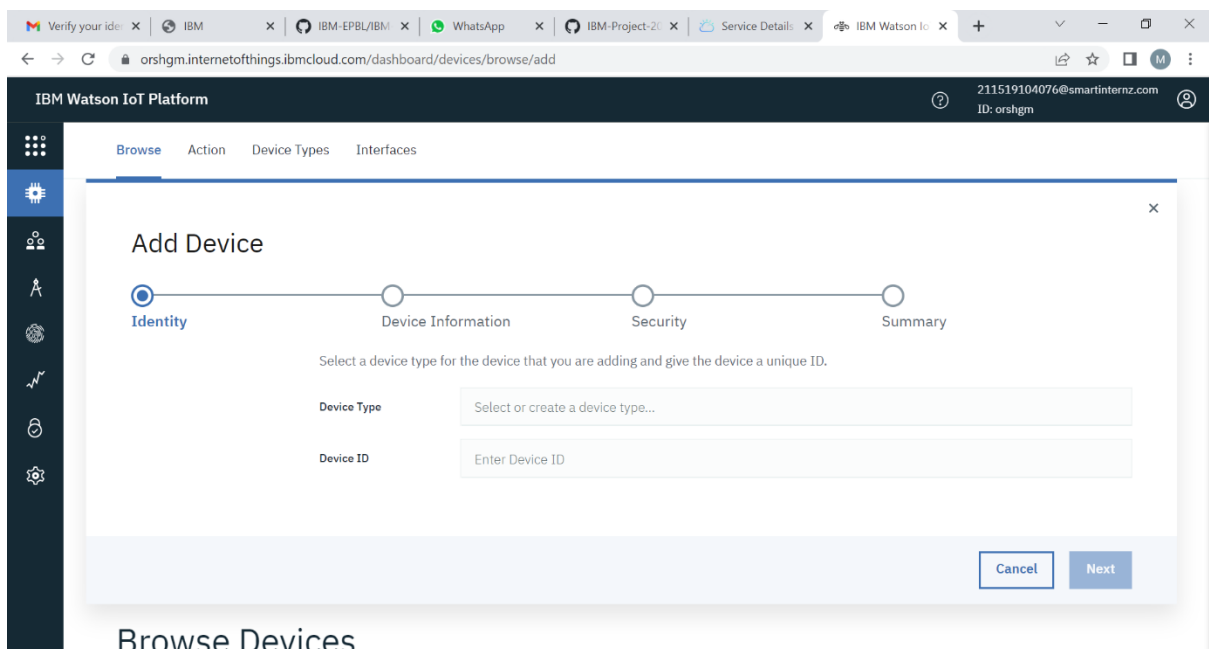 Verify your iden
IBM
IBM-EPBL/IBM
WhatsApp
IBM-Project-20
Service Details
IBM Watson Io
orshgm.internetofthings.ibmcloud.com/dashboard/devices/browse/add
M
IBM Watson IoT Platform
211519104076@smartinternz.com
ID: orshgm
Browse Action Device Types Interfaces
Add Device
Identity Device Information Security Summary
Select a device type for the device that you are adding and give the device a unique ID.
Device Type Select or create a device type...
Device ID Enter Device ID
Cancel Next
Browse Devices